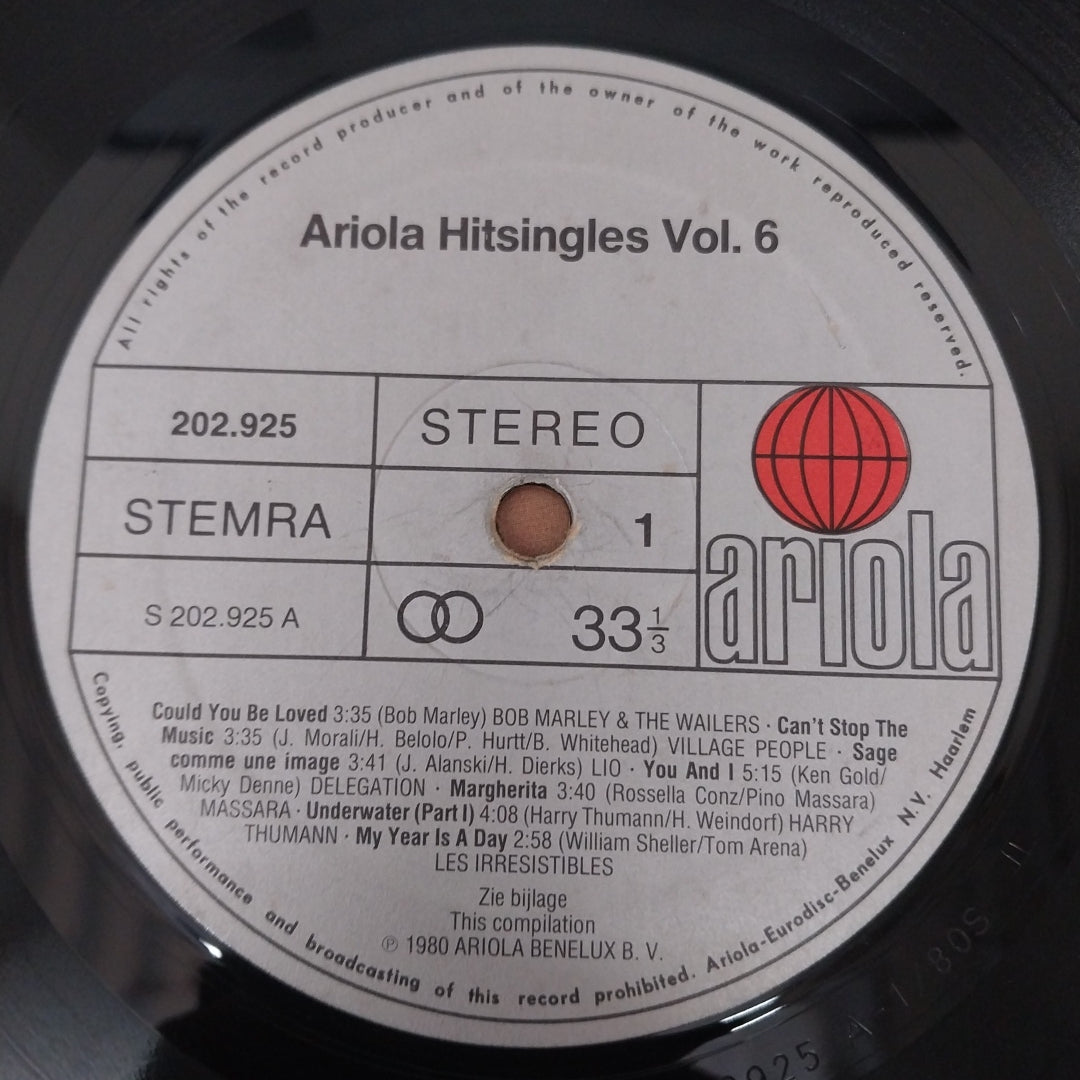 All rights of the record producer and of the owner of the work reproduced reserved.
Ariola Hitsingles Vol. 6
202.925
STEREO
STEMRA
1
S 202.925 A
33 1/3
ariola
Could You Be Loved 3:35 (Bob Marley) BOB MARLEY & THE WAILERS · Can't Stop The
Music 3:35 (J. Morali/H. Belolo/P. Hurtt/B. Whitehead) VILLAGE PEOPLE · Sage
comme une image 3:41 (J. Alanski/H. Dierks) LIO · You And I 5:15 (Ken Gold/
Micky Denne) DELEGATION · Margherita 3:40 (Rossella Conz/Pino Massara)
MASSARA · Underwater (Part I) 4:08 (Harry Thumann/H. Weindorf) HARRY
THUMANN · My Year Is A Day 2:58 (William Sheller/Tom Arena)
LES IRRESISTIBLES
Zie bijlage
This compilation
℗ 1980 ARIOLA BENELUX B. V.
Copying, public performance and broadcasting of this record prohibited. Ariola-Eurodisc-Benelux N.V. Haarlem